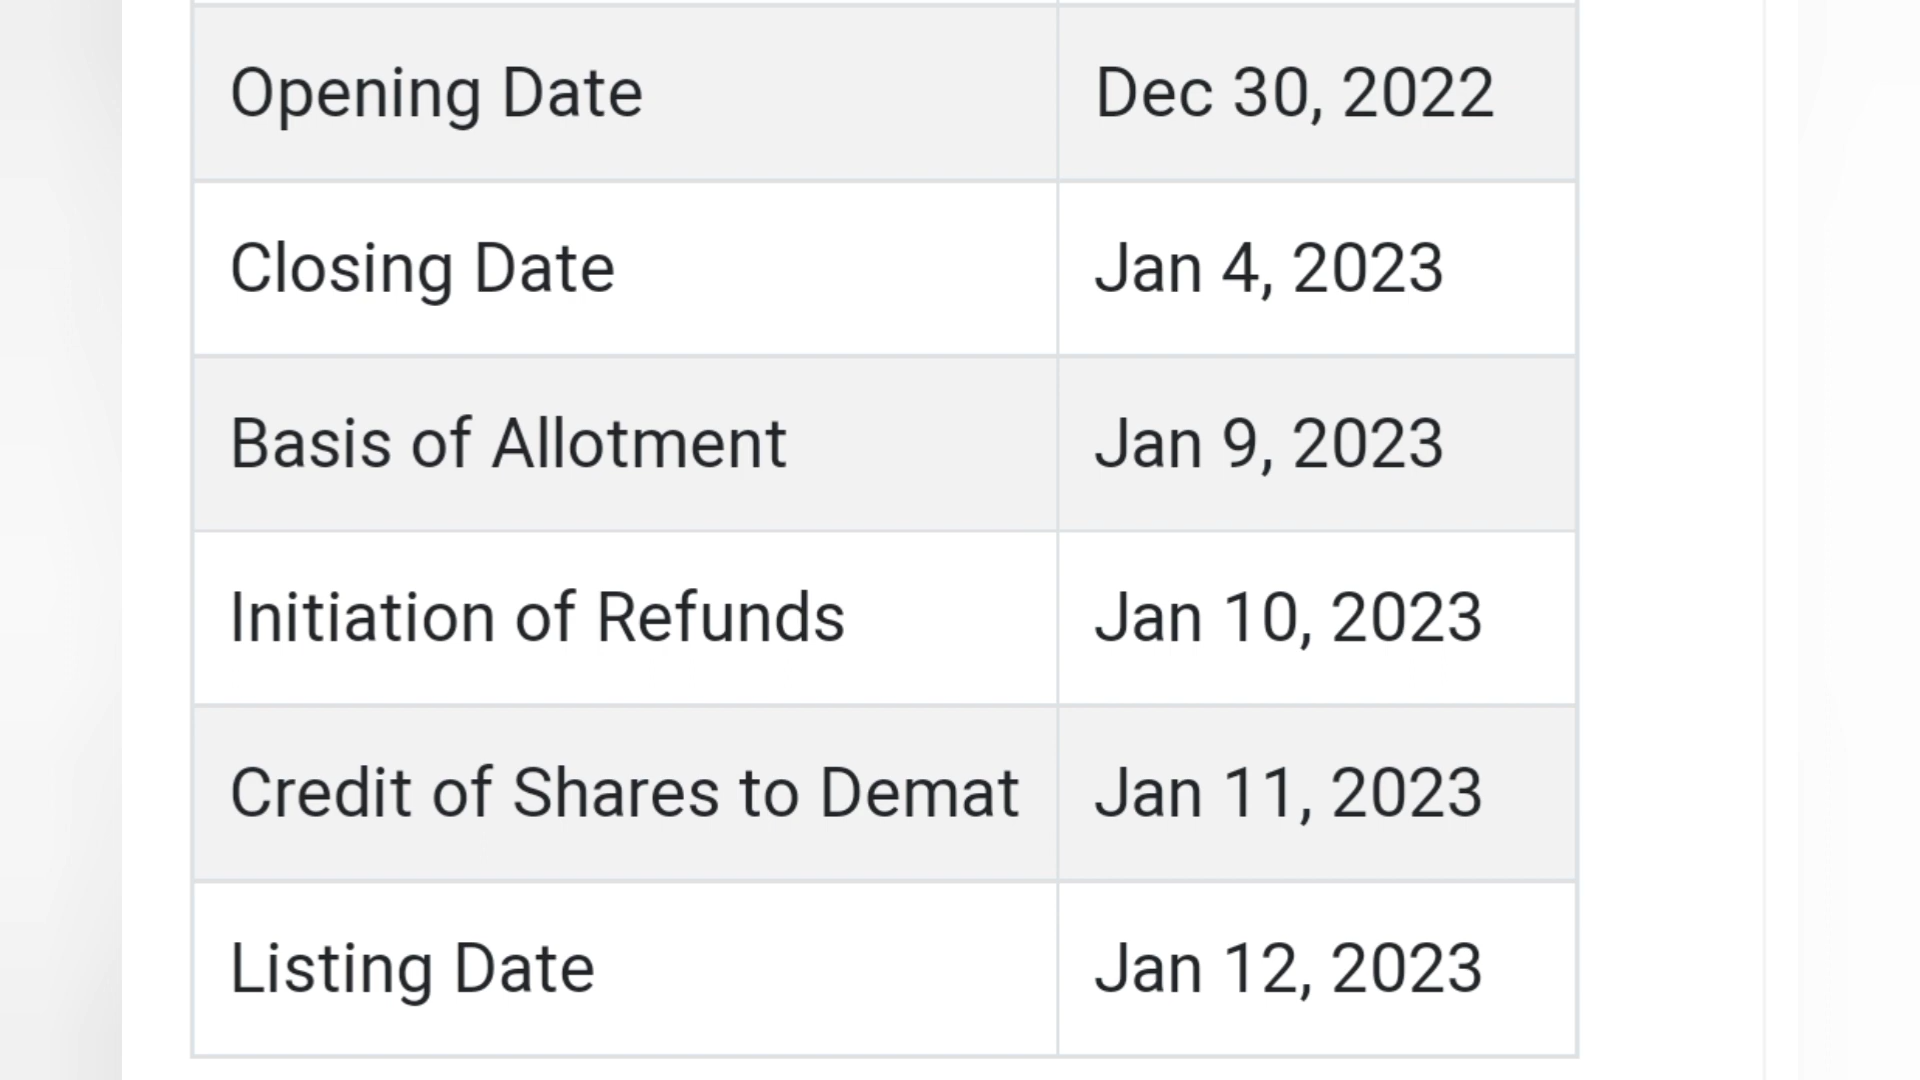 Opening Date Dec 30, 2022
Closing Date Jan 4, 2023
Basis of Allotment Jan 9, 2023
Initiation of Refunds Jan 10, 2023
Credit of Shares to Demat Jan 11, 2023
Listing Date Jan 12, 2023